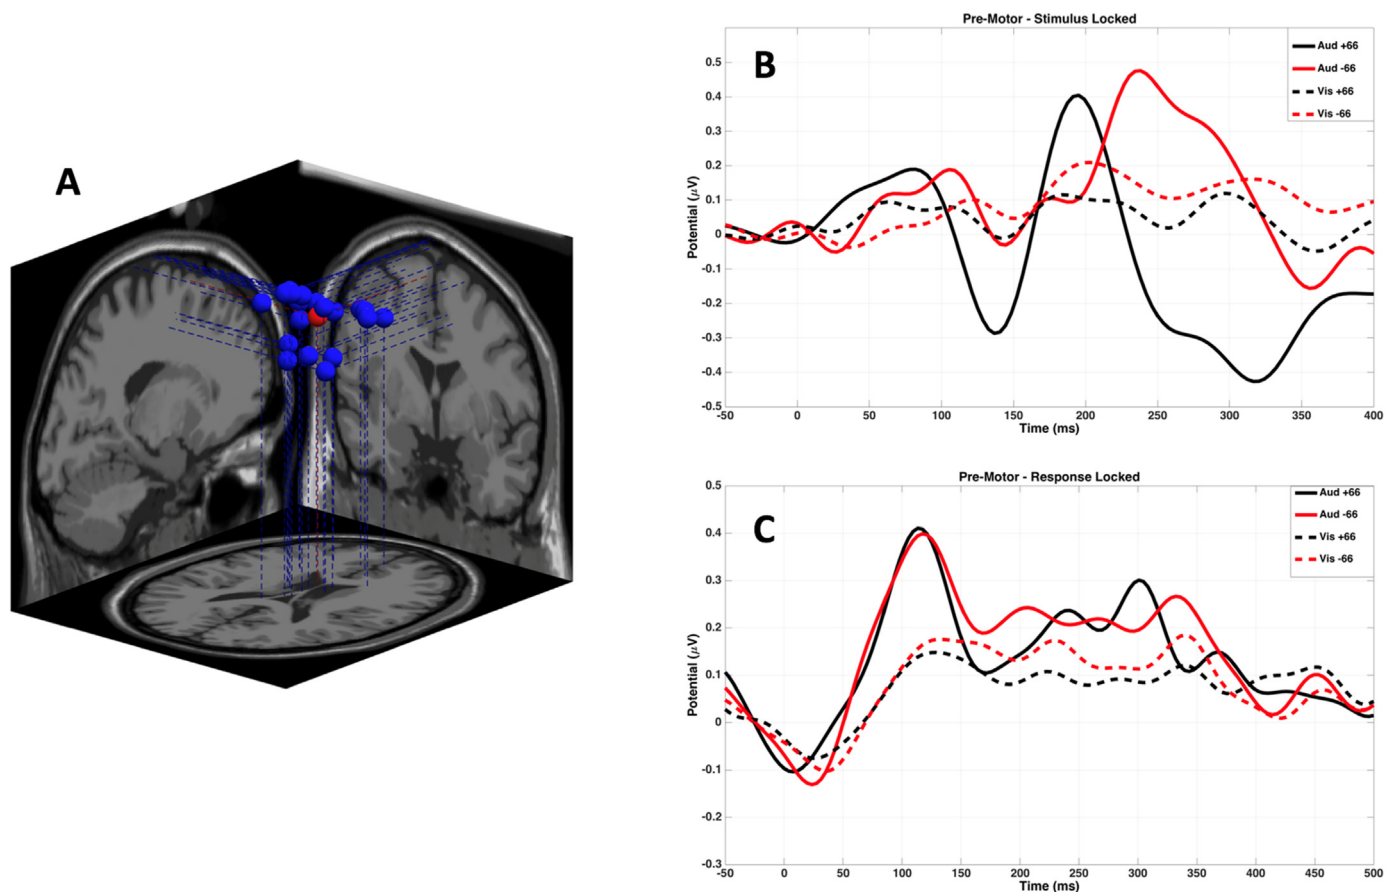 A
Pre-Motor - Stimulus Locked
B
Aud +66
Aud -66
Vis +66
Vis -66
Potential (μV)
0.5
0.4
0.3
0.2
0.1
0
-0.1
-0.2
-0.3
-0.4
-0.5
-50 0 50 100 150 200 250 300 350 400
Time (ms)
Pre-Motor - Response Locked
C
Aud +66
Aud -66
Vis +66
Vis -66
Potential (μV)
0.5
0.4
0.3
0.2
0.1
0
-0.1
-0.2
-0.3
-50 0 50 100 150 200 250 300 350 400 450 500
Time (ms)